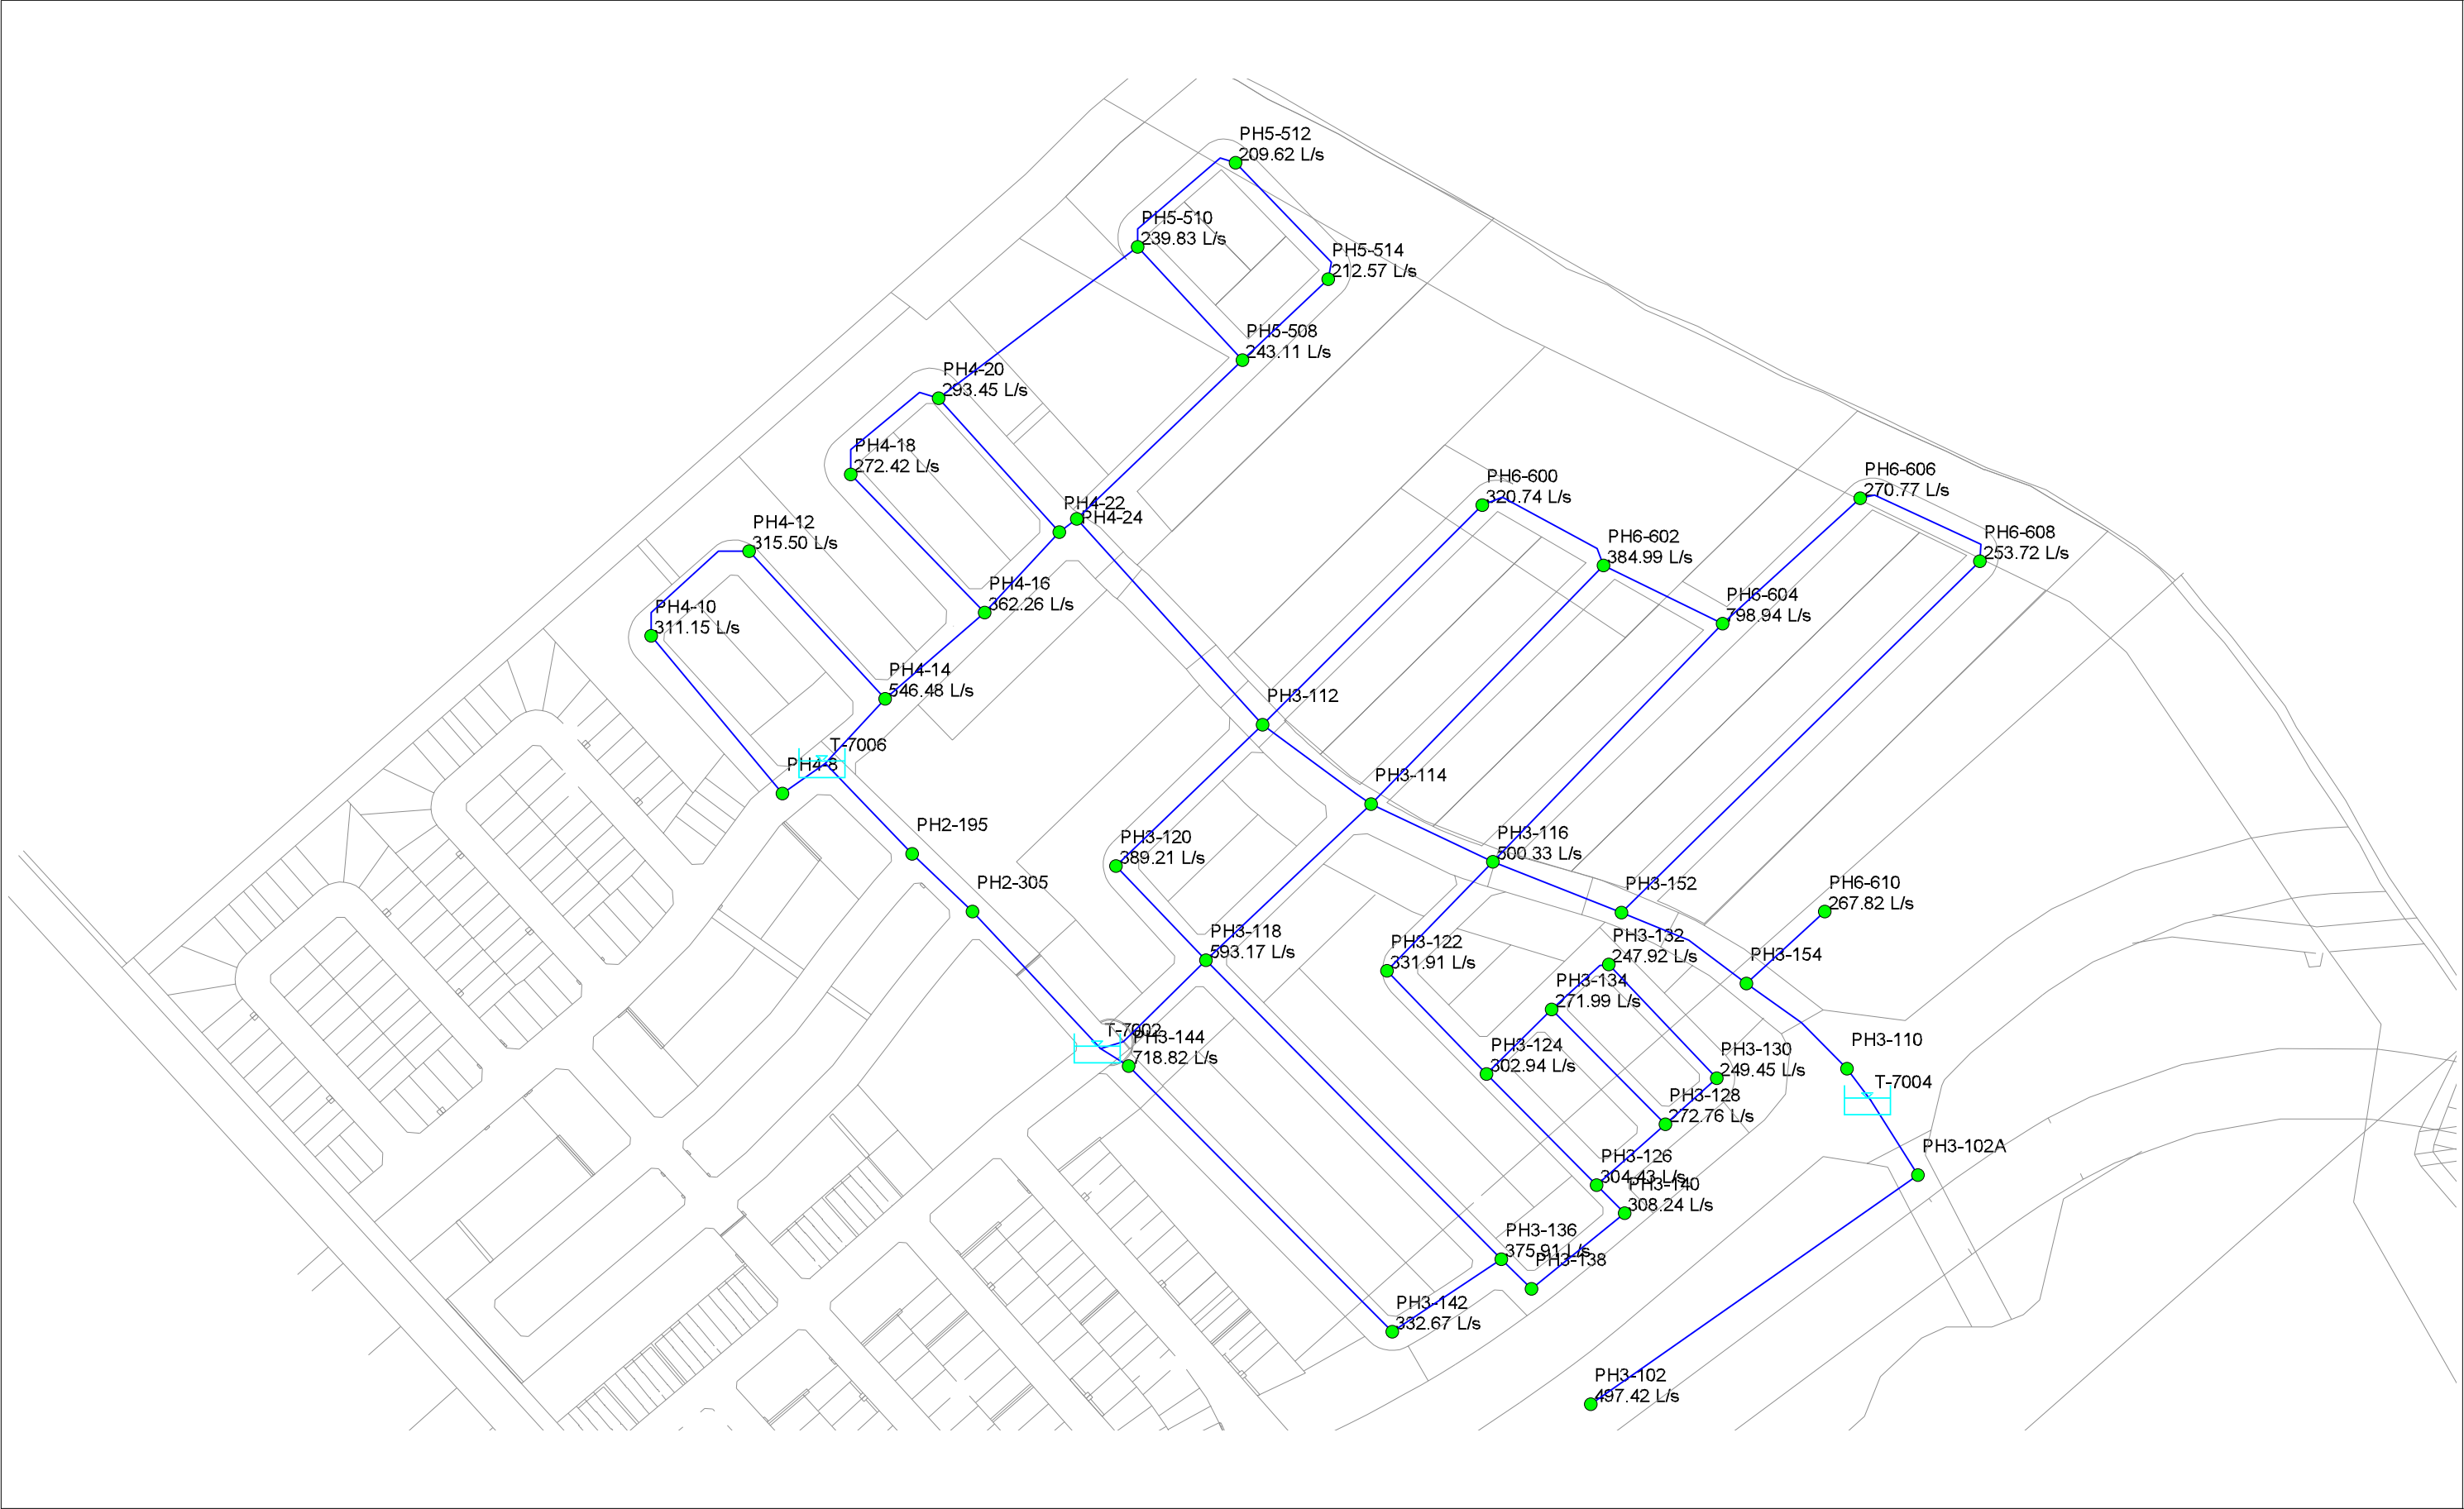 PH5-512
209.62 L/s
PH5-510
239.83 L/s
PH5-514
212.57 L/s
PH5-508
243.11 L/s
PH4-20
293.45 L/s
PH4-18
272.42 L/s
PH4-22
PH4-24
PH4-12
315.50 L/s
PH4-16
362.26 L/s
PH4-10
311.15 L/s
PH4-14
546.48 L/s
T-7006
PH4-8
PH6-600
320.74 L/s
PH6-602
384.99 L/s
PH6-606
270.77 L/s
PH6-608
253.72 L/s
PH6-604
798.94 L/s
PH3-112
PH3-114
PH2-195
PH3-120
389.21 L/s
PH3-116
500.33 L/s
PH2-305
PH3-152
PH6-610
267.82 L/s
PH3-118
593.17 L/s
PH3-122
331.91 L/s
PH3-132
247.92 L/s
PH3-154
PH3-134
271.99 L/s
T-7002
PH3-144
718.82 L/s
PH3-124
302.94 L/s
PH3-130
249.45 L/s
PH3-110
T-7004
PH3-128
272.76 L/s
PH3-102A
PH3-126
304.43 L/s
PH3-140
308.24 L/s
PH3-136
375.91 L/s
PH3-138
PH3-142
332.67 L/s
PH3-102
497.42 L/s